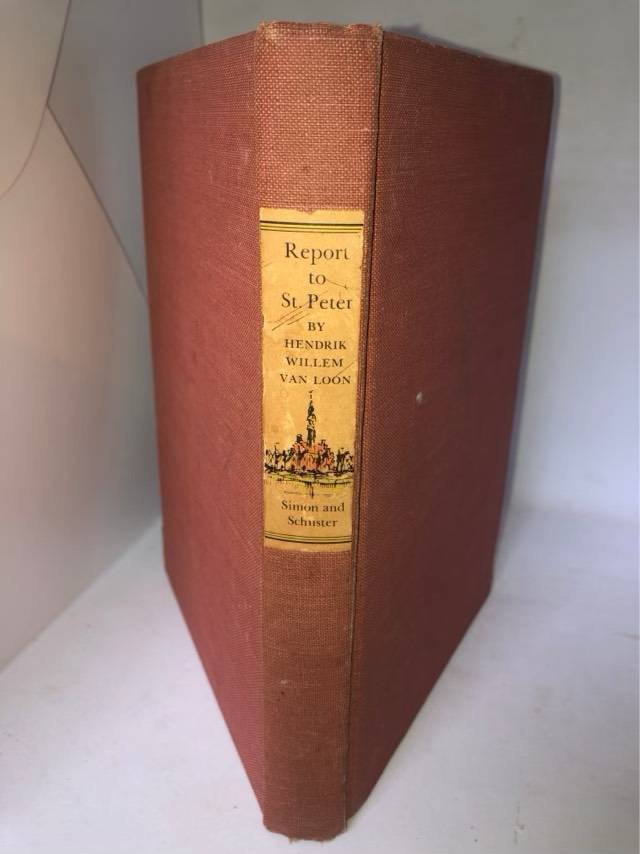 Report
to
St. Peter
BY
HENDRIK
WILLEM
VAN LOON
Simon and
Schuster